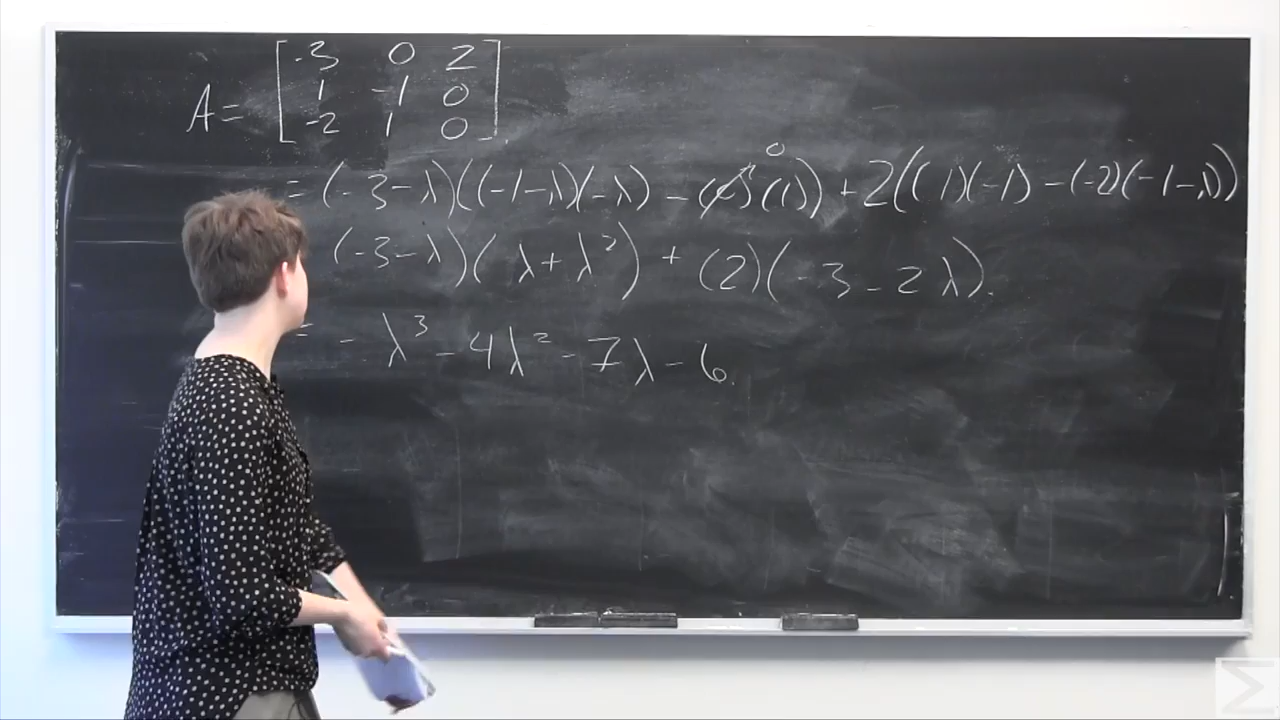 A = [ -3 0 2
1 -1 0
-2 1 0 ].
= (-3-λ)((-1-λ)(-λ) - (0)(1)) + 2((1)(-1) - (-2)(-1-λ))
(-3-λ)(λ+λ²) + (2)(-3-2λ).
= -λ³ - 4λ² - 7λ - 6.
Σ